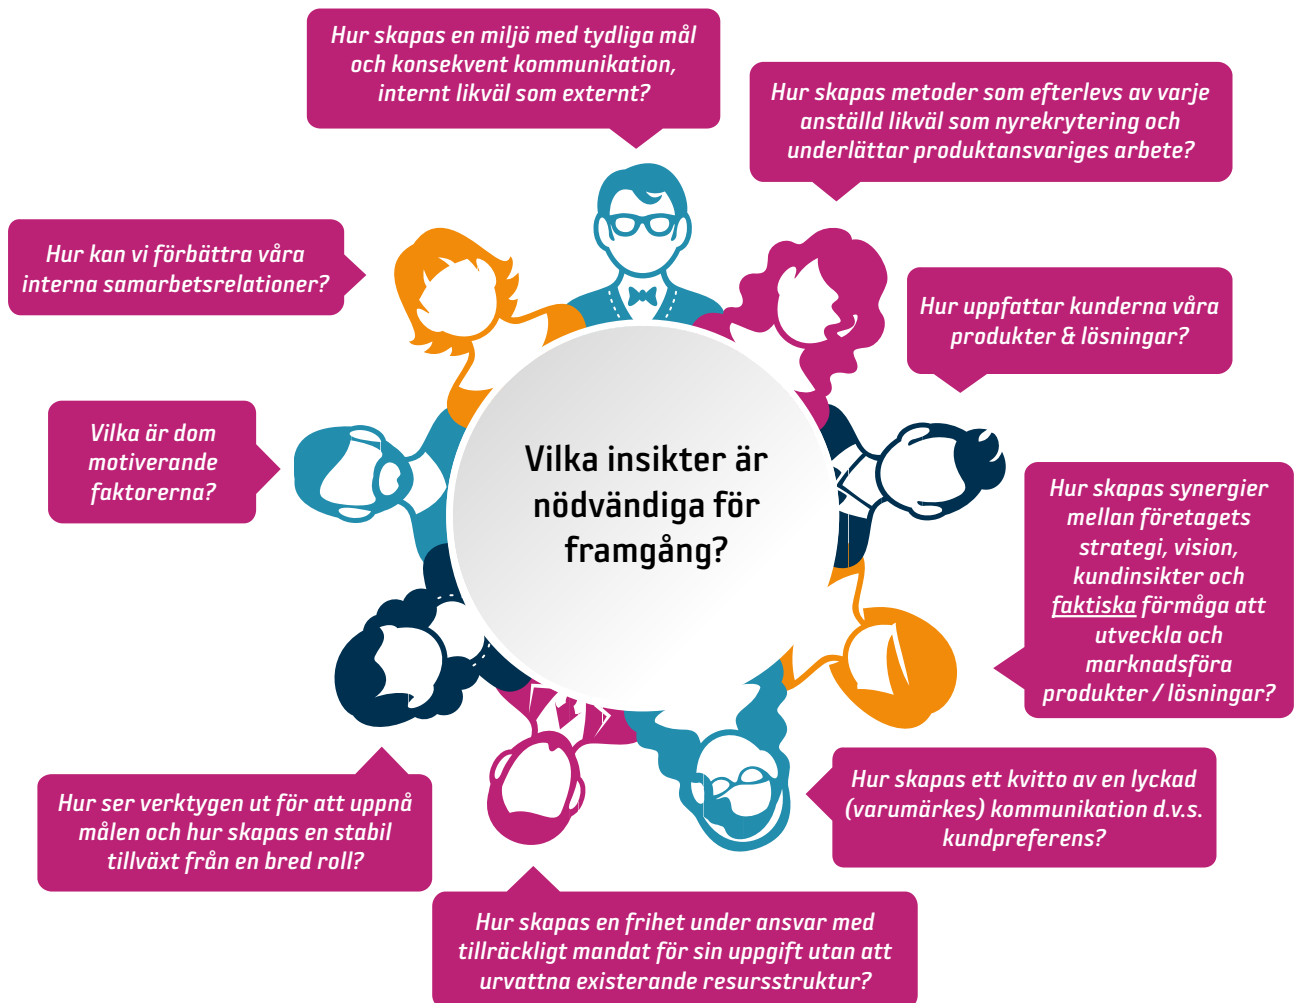 Hur skapas en miljö med tydliga mål
och konsekvent kommunikation,
internt likväl som externt?
Hur skapas metoder som efterlevs av varje
anställd likväl som nyrekrytering och
underlättar produktansvariges arbete?
Hur kan vi förbättra våra
interna samarbetsrelationer?
Hur uppfattar kunderna våra
produkter & lösningar?
Vilka är dom
motiverande
faktorerna?
Vilka insikter är
nödvändiga för
framgång?
Hur skapas synergier
mellan företagets
strategi, vision,
kundinsikter och
faktiska förmåga att
utveckla och
marknadsföra
produkter / lösningar?
Hur ser verktygen ut för att uppnå
målen och hur skapas en stabil
tillväxt från en bred roll?
Hur skapas ett kvitto av en lyckad
(varumärkes) kommunikation d.v.s.
kundpreferens?
Hur skapas en frihet under ansvar med
tillräckligt mandat för sin uppgift utan att
urvattna existerande resursstruktur?